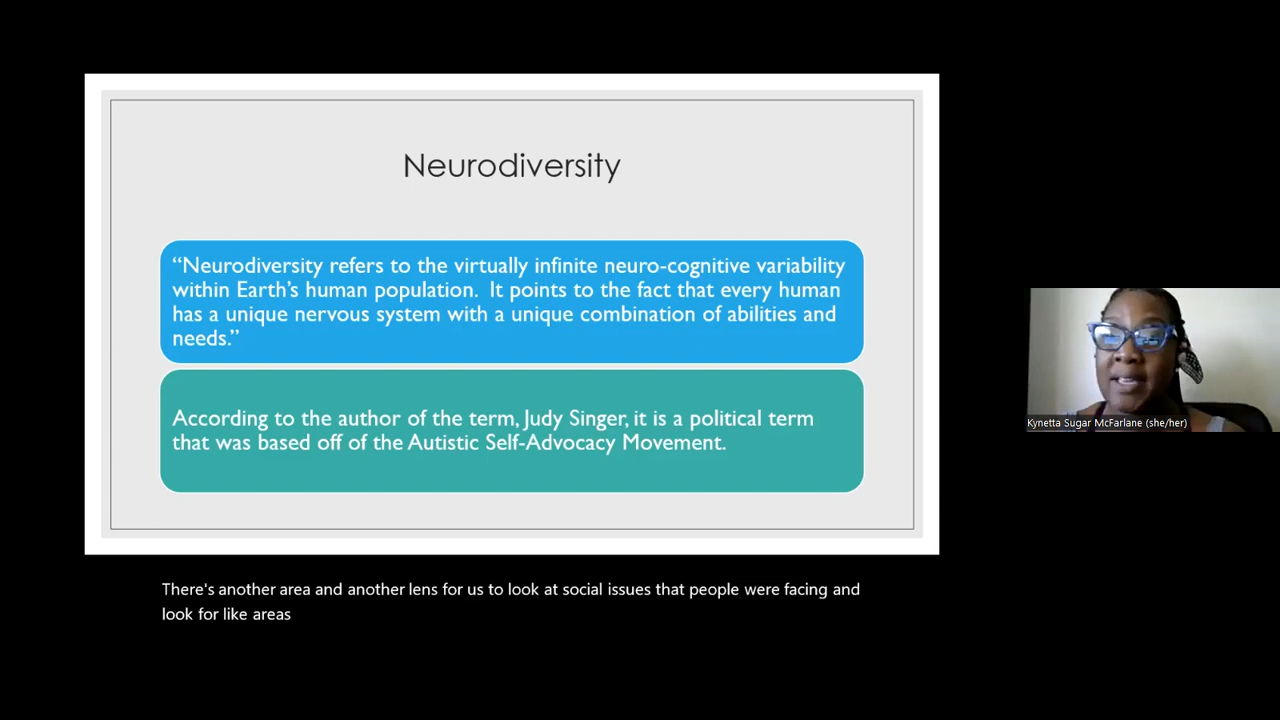 Neurodiversity
“Neurodiversity refers to the virtually infinite neuro-cognitive variability
within Earth’s human population.  It points to the fact that every human
has a unique nervous system with a unique combination of abilities and
needs.”
According to the author of the term, Judy Singer, it is a political term
that was based off of the Autistic Self-Advocacy Movement.
Kynetta Sugar McFarlane (she/her)
There's another area and another lens for us to look at social issues that people were facing and
look for like areas